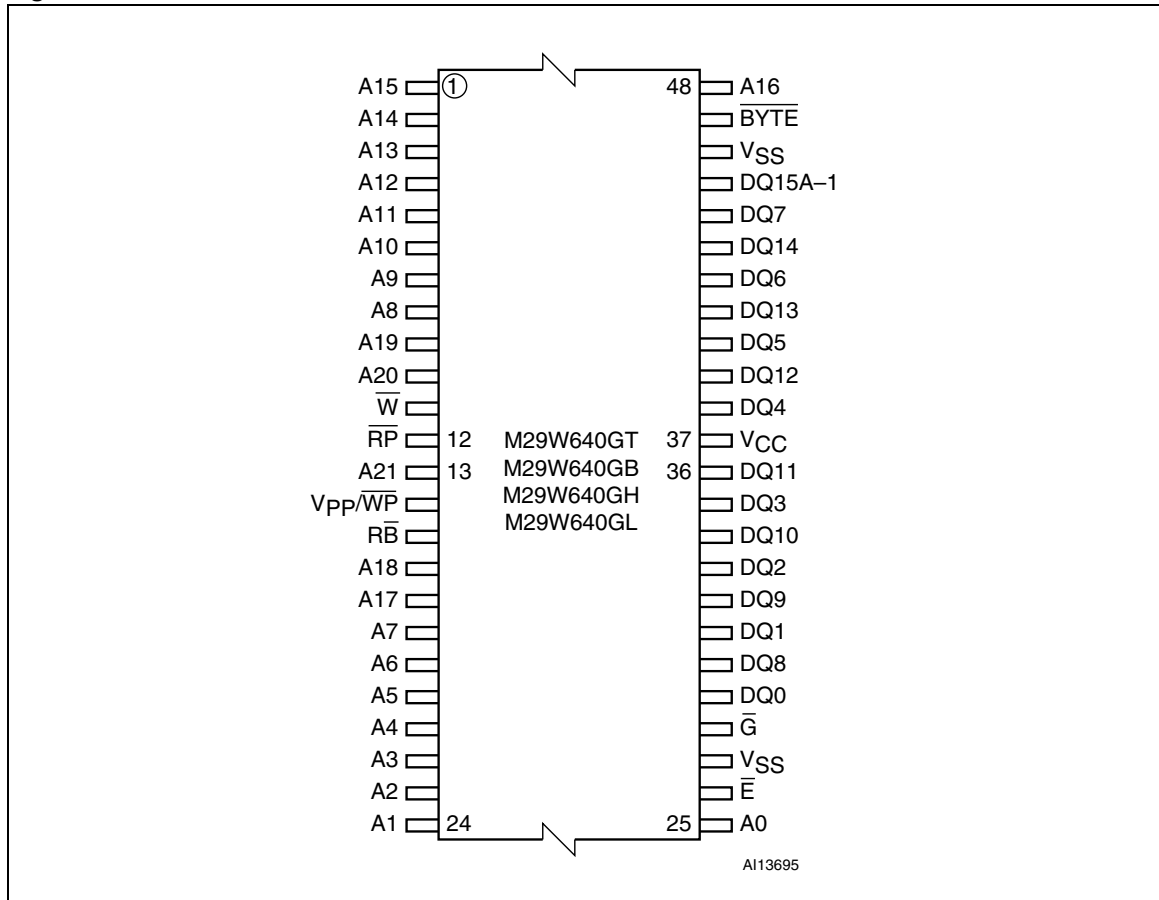 A15 1 48 A16
A14 B̅Y̅T̅E̅
A13 VSS
A12 DQ15A–1
A11 DQ7
A10 DQ14
A9 DQ6
A8 DQ13
A19 DQ5
A20 DQ12
W̅ DQ4
R̅P̅ 12 M29W640GT 37 VCC
A21 13 M29W640GB 36 DQ11
VPP/W̅P̅ M29W640GH DQ3
RB̅ M29W640GL DQ10
A18 DQ2
A17 DQ9
A7 DQ1
A6 DQ8
A5 DQ0
A4 G̅
A3 VSS
A2 E̅
A1 24 25 A0
AI13695